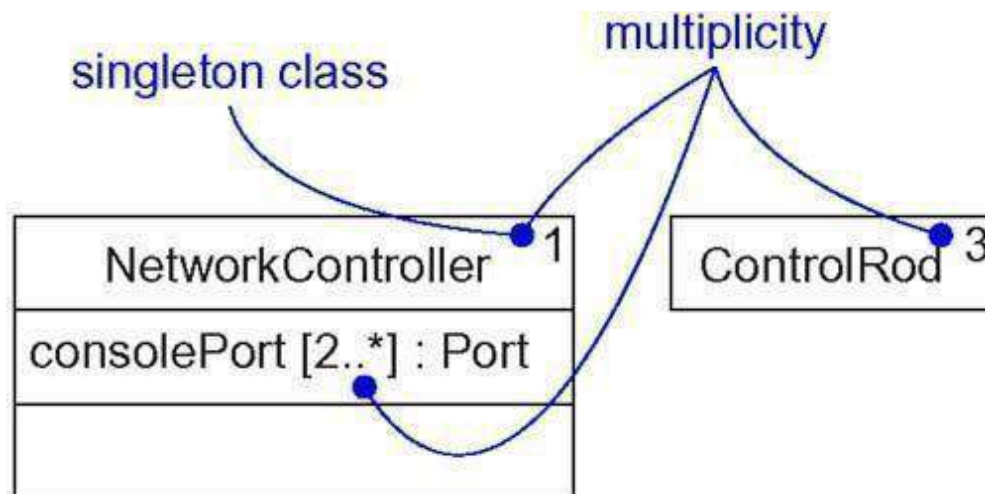 multiplicity
singleton class
NetworkController 1
ControlRod 3
consolePort [2..*] : Port